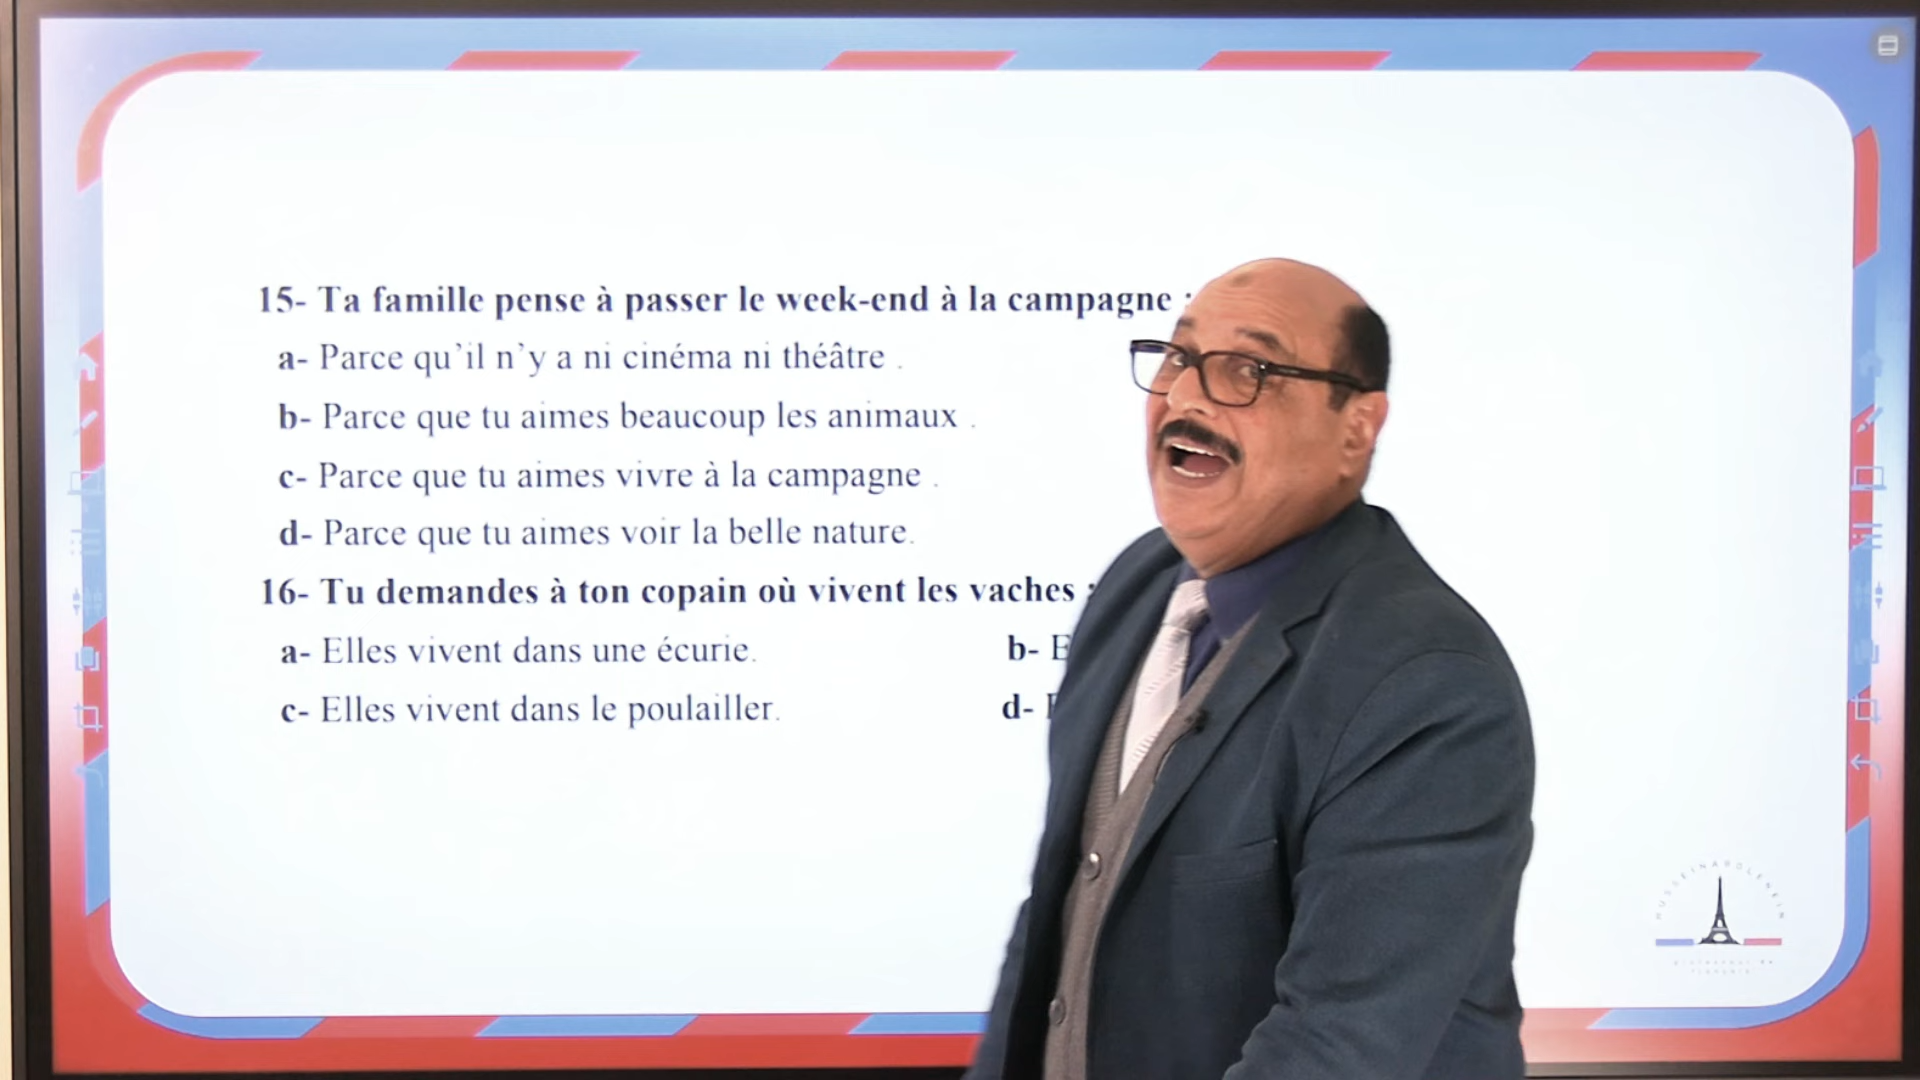 15- Ta famille pense à passer le week-end à la campagne :
a- Parce qu’il n’y a ni cinéma ni théâtre .
b- Parce que tu aimes beaucoup les animaux .
c- Parce que tu aimes vivre à la campagne .
d- Parce que tu aimes voir la belle nature.
16- Tu demandes à ton copain où vivent les vaches :
a- Elles vivent dans une écurie. b- E
c- Elles vivent dans le poulailler. d-
HUSSEINABOLENEIN